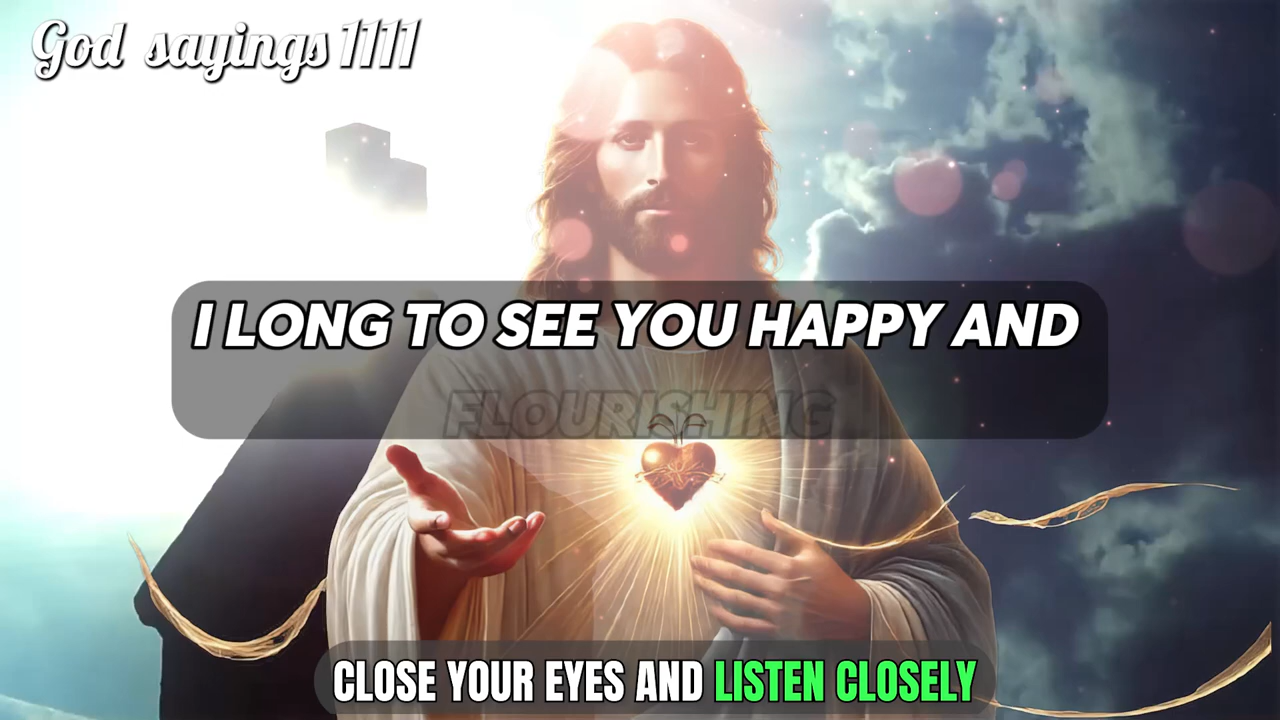 God sayings 1111
I LONG TO SEE YOU HAPPY AND
FLOURISHING
CLOSE YOUR EYES AND LISTEN CLOSELY